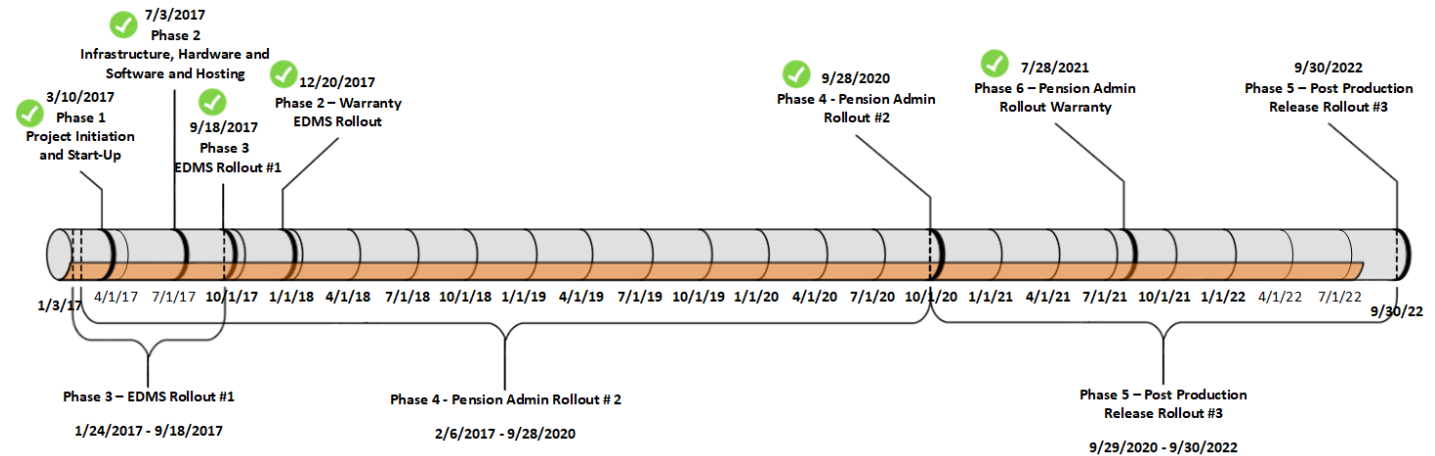 3/10/2017
Phase 1
Project Initiation
and Start-Up
7/3/2017
Phase 2
Infrastructure, Hardware and
Software and Hosting
9/18/2017
Phase 3
EDMS Rollout #1
12/20/2017
Phase 2 – Warranty
EDMS Rollout
9/28/2020
Phase 4 - Pension Admin
Rollout #2
7/28/2021
Phase 6 – Pension Admin
Rollout Warranty
9/30/2022
Phase 5 – Post Production
Release Rollout #3
1/3/17
4/1/17
7/1/17
10/1/17
1/1/18
4/1/18
7/1/18
10/1/18
1/1/19
4/1/19
7/1/19
10/1/19
1/1/20
4/1/20
7/1/20
10/1/20
1/1/21
4/1/21
7/1/21
10/1/21
1/1/22
4/1/22
7/1/22
9/30/22
Phase 3 – EDMS Rollout #1
1/24/2017 - 9/18/2017
Phase 4 - Pension Admin Rollout # 2
2/6/2017 - 9/28/2020
Phase 5 – Post Production
Release Rollout #3
9/29/2020 - 9/30/2022